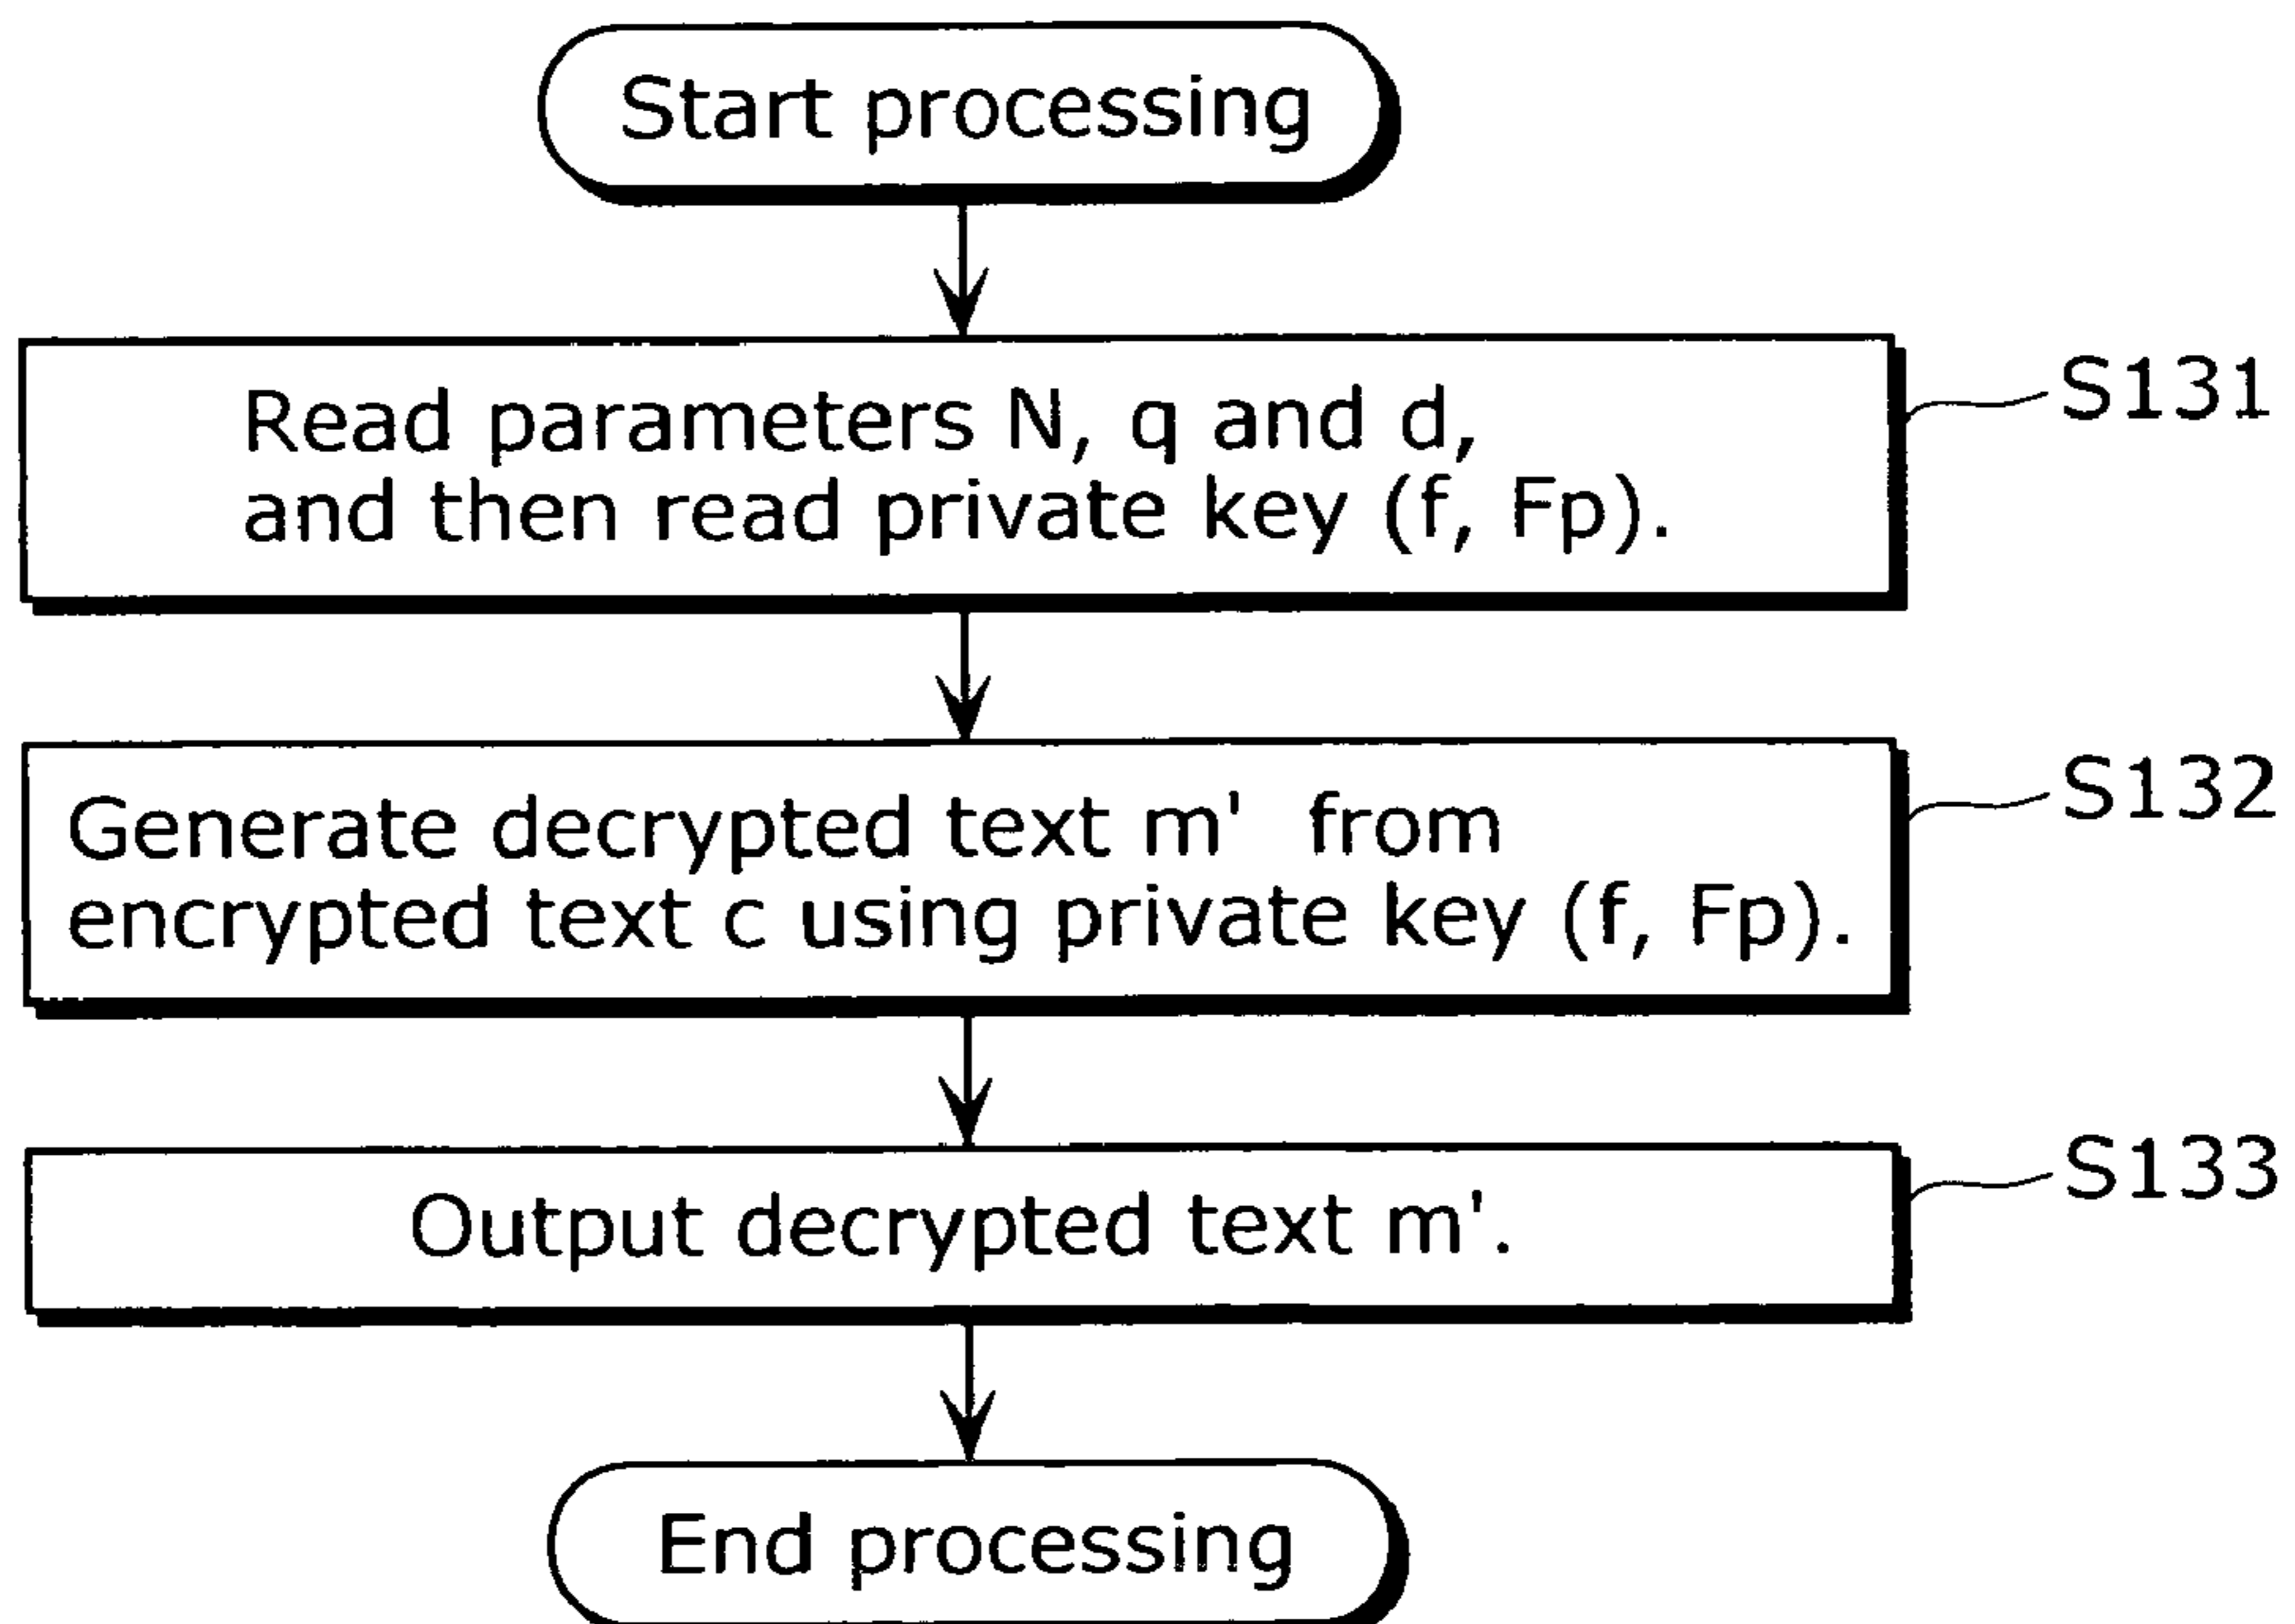 Start processing
Read parameters N, q and d,
and then read private key (f, Fp).
S131
Generate decrypted text m' from
encrypted text c using private key (f, Fp).
S132
Output decrypted text m'.
S133
End processing